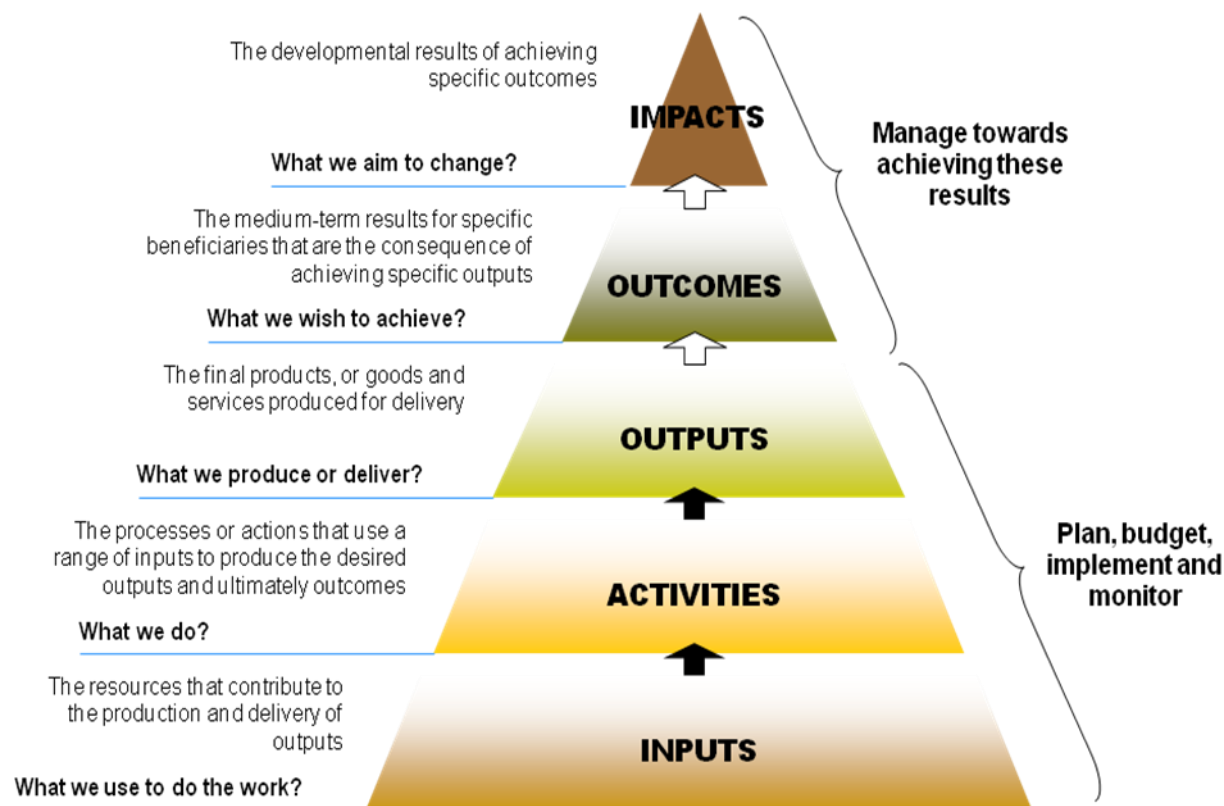 The developmental results of achieving
specific outcomes
IMPACTS
What we aim to change?
Manage towards
achieving these
results
The medium-term results for specific
beneficiaries that are the consequence of
achieving specific outputs
OUTCOMES
What we wish to achieve?
The final products, or goods and
services produced for delivery
OUTPUTS
What we produce or deliver?
The processes or actions that use a
range of inputs to produce the desired
outputs and ultimately outcomes
ACTIVITIES
What we do?
Plan, budget,
implement and
monitor
The resources that contribute to
the production and delivery of
outputs
INPUTS
What we use to do the work?